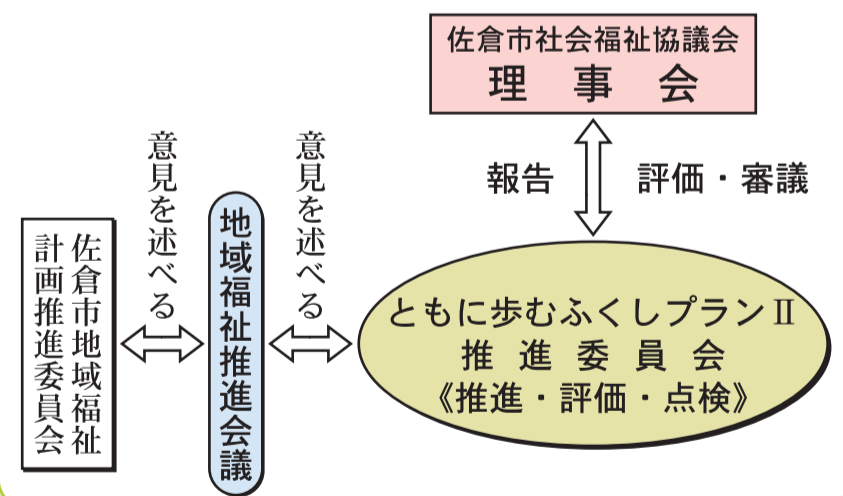 佐倉市社会福祉協議会
理事会
報告
評価・審議
ともに歩むふくしプランⅡ
推進委員会
《推進・評価・点検》
意見を述べる
地域福祉推進会議
意見を述べる
佐倉市地域福祉
計画推進委員会